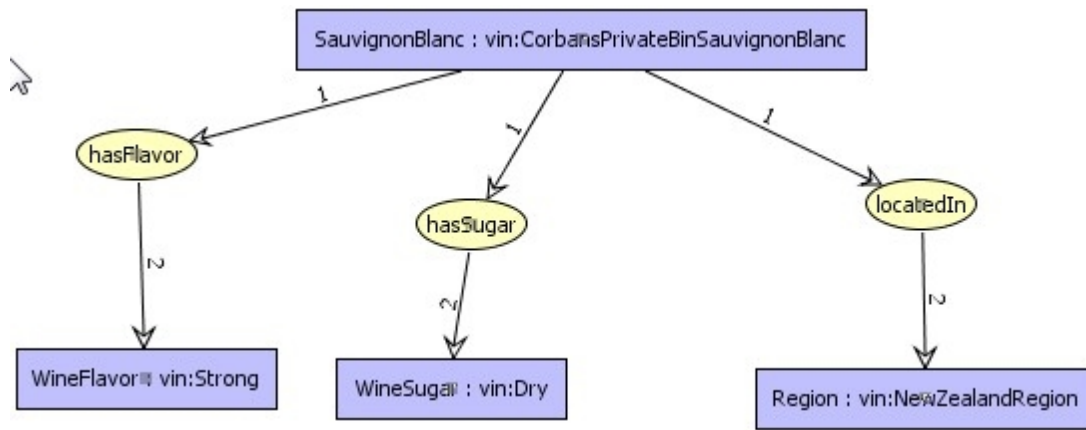 SauvignonBlanc : vin:CorbansPrivateBinSauvignonBlanc
1
1
1
hasFlavor
hasSugar
locatedIn
2
2
2
WineFlavor : vin:Strong
WineSugar : vin:Dry
Region : vin:NewZealandRegion